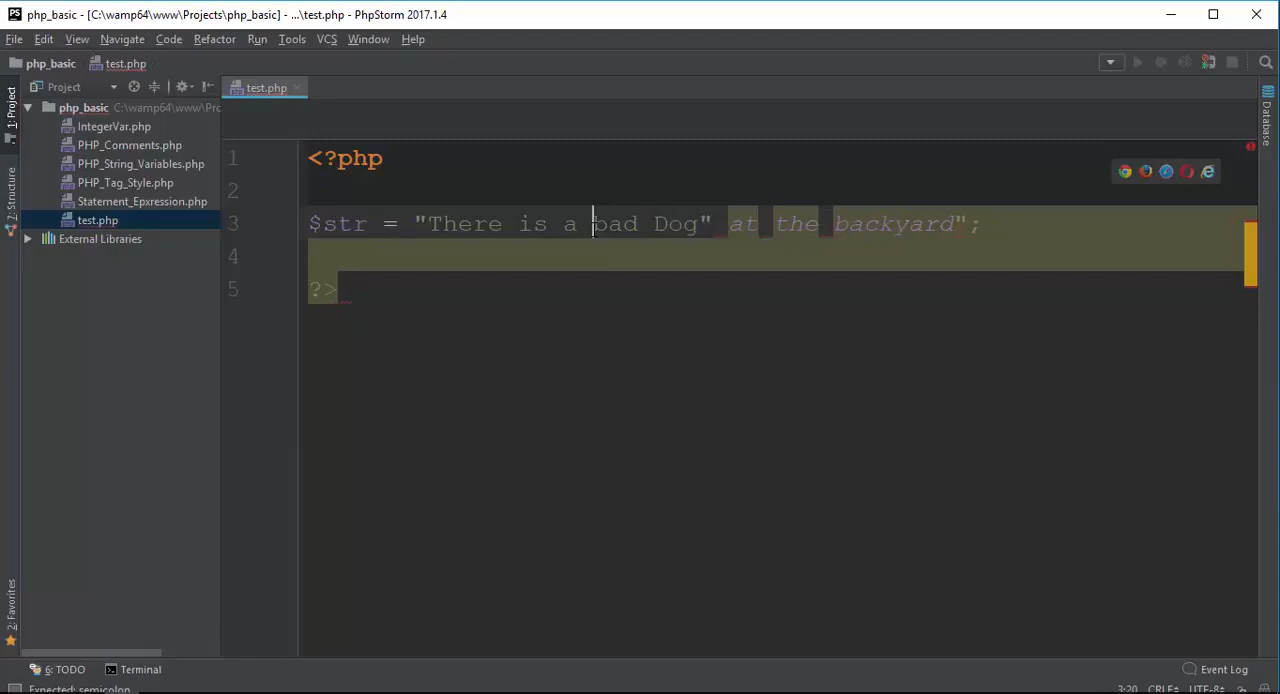 php_basic - [C:\wamp64\www\Projects\php_basic] - ...\test.php - PhpStorm 2017.1.4
File Edit View Navigate Code Refactor Run Tools VCS Window Help
php_basic test.php
Project test.php
1: Project
Z: Structure
2: Favorites
php_basic C:\wamp64\www\Prc
IntegerVar.php
PHP_Comments.php
PHP_String_Variables.php
PHP_Tag_Style.php
Statement_Epxression.php
test.php
External Libraries
1 <?php
2
3 $str = "There is a bad Dog" at the backyard";
4
5 ?>
Database
6: TODO Terminal Event Log
Expected: semicolon 3:20 CRLF÷ UTF-8÷